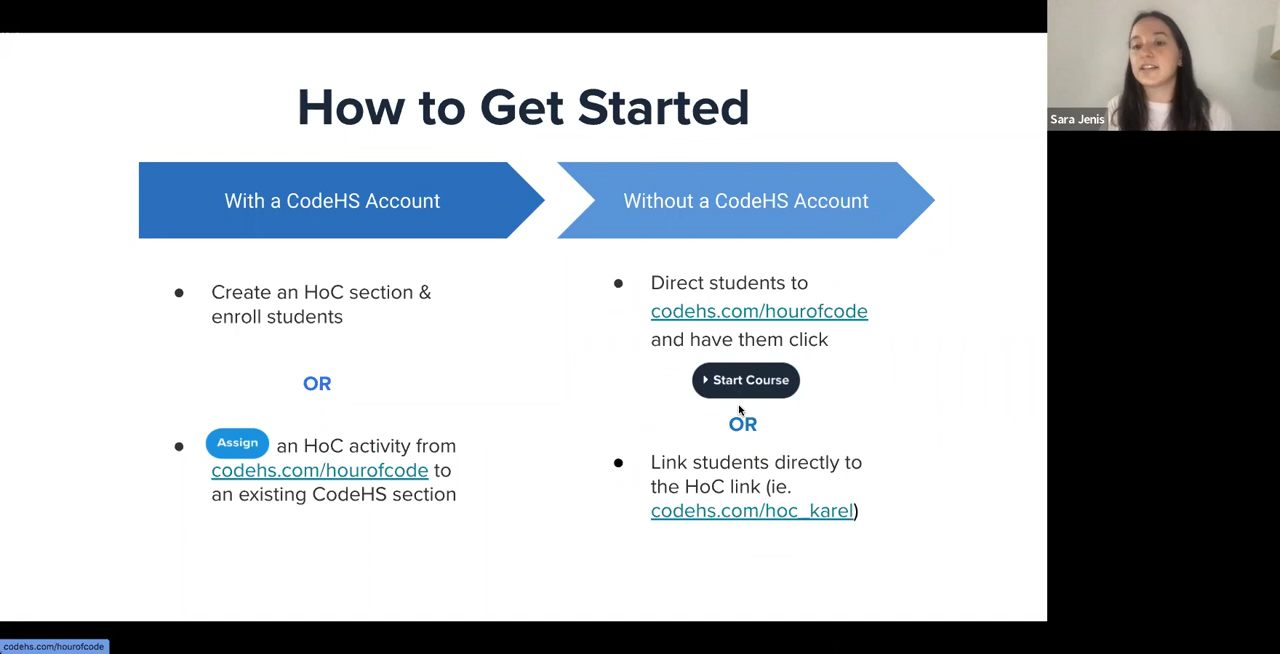 How to Get Started
Sara Jenis
With a CodeHS Account
Without a CodeHS Account
Create an HoC section &
enroll students
OR
Assign an HoC activity from
codehs.com/hourofcode to
an existing CodeHS section
Direct students to
codehs.com/hourofcode
and have them click
Start Course
OR
Link students directly to
the HoC link (ie.
codehs.com/hoc_karel)
codehs.com/hourofcode